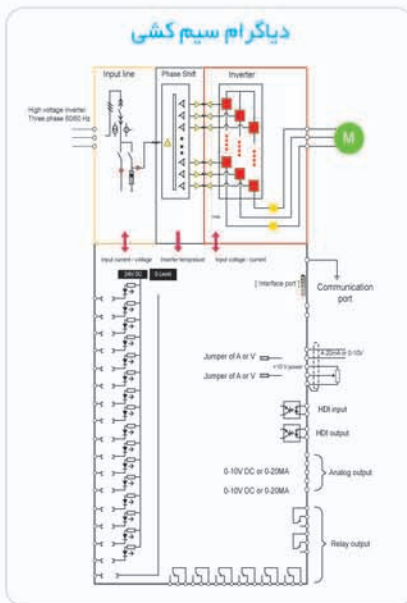 دیاگرام سیم کشی
Input line
Phase Shift
Inverter
High voltage inverter
Three phase 50/60 Hz
M
Input current - voltage
Inverter temperature
Input voltage - current
24V DC
0-Level
[ Interface port ]
Communication
port
4-20mA or 0-10V
Jumper of A or V
+10 V power
Jumper of A or V
HDI input
HDI output
0-10V DC or 0-20MA
Analog output
0-10V DC or 0-20MA
Relay output